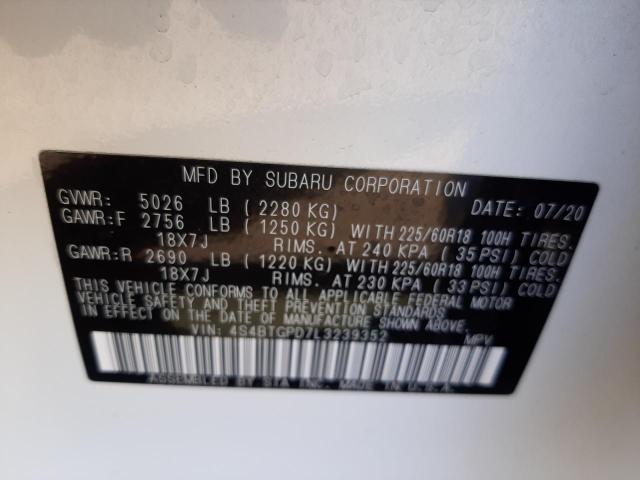 MFD BY SUBARU CORPORATION
GVWR: 5026 LB ( 2280 KG) DATE: 07/20
GAWR:F 2756 LB ( 1250 KG) WITH 225/60R18 100H TIRES.
18X7J RIMS. AT 240 KPA ( 35 PSI) COLD
GAWR:R 2690 LB ( 1220 KG) WITH 225/60R18 100H TIRES.
18X7J RIMS. AT 230 KPA ( 33 PSI) COLD
THIS VEHICLE CONFORMS TO ALL APPLICABLE FEDERAL MOTOR
VEHICLE SAFETY AND THEFT PREVENTION STANDARDS
IN EFFECT ON THE DATE OF MANUFACTURE SHOWN ABOVE.
VIN: 4S4BTGPD7L3239352 MPV
ASSEMBLED BY SIA INC. MADE IN U.S.A.